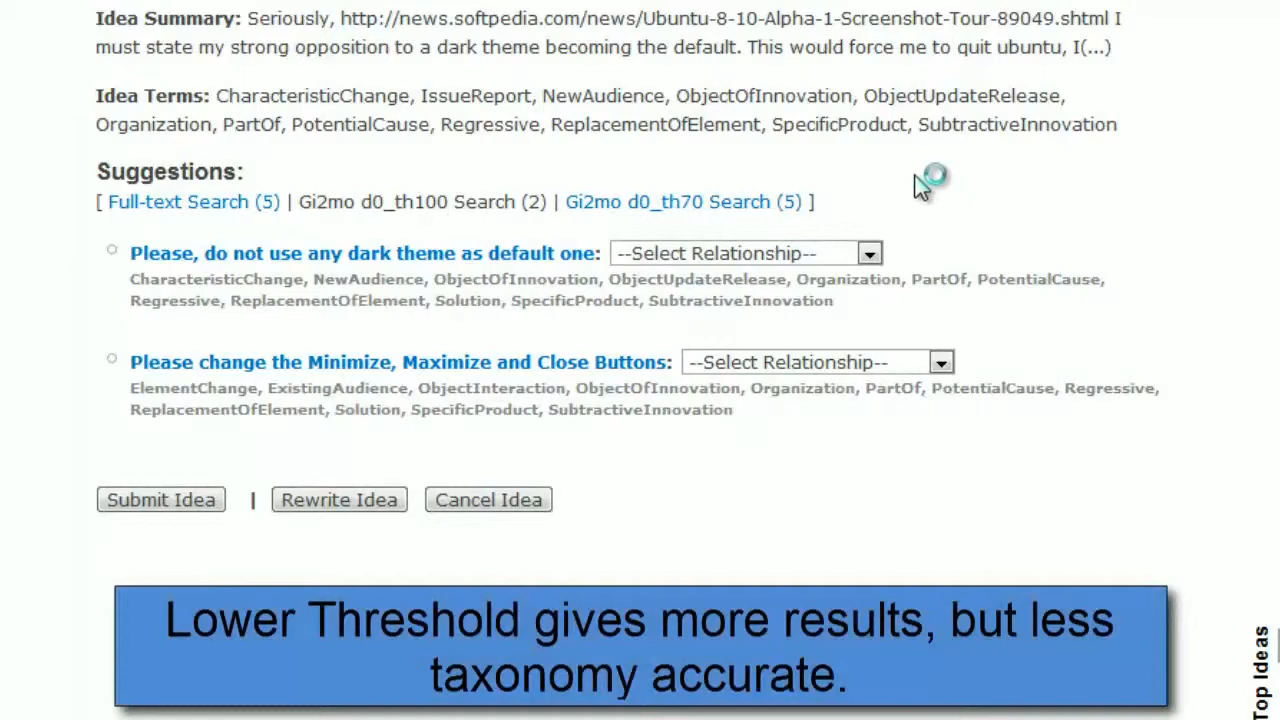 Idea Summary: Seriously, http://news.softpedia.com/news/Ubuntu-8-10-Alpha-1-Screenshot-Tour-89049.shtml I
must state my strong opposition to a dark theme becoming the default. This would force me to quit ubuntu, I(...)
Idea Terms: CharacteristicChange, IssueReport, NewAudience, ObjectOfInnovation, ObjectUpdateRelease,
Organization, PartOf, PotentialCause, Regressive, ReplacementOfElement, SpecificProduct, SubtractiveInnovation
Suggestions:
[ Full-text Search (5) | Gi2mo d0_th100 Search (2) | Gi2mo d0_th70 Search (5) ]
Please, do not use any dark theme as default one: --Select Relationship--
CharacteristicChange, NewAudience, ObjectOfInnovation, ObjectUpdateRelease, Organization, PartOf, PotentialCause,
Regressive, ReplacementOfElement, Solution, SpecificProduct, SubtractiveInnovation
Please change the Minimize, Maximize and Close Buttons: --Select Relationship--
ElementChange, ExistingAudience, ObjectInteraction, ObjectOfInnovation, Organization, PartOf, PotentialCause, Regressive,
ReplacementOfElement, Solution, SpecificProduct, SubtractiveInnovation
Submit Idea | Rewrite Idea Cancel Idea
Lower Threshold gives more results, but less
taxonomy accurate.
Top Ideas